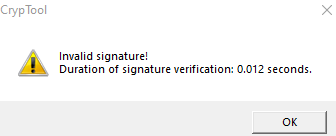 CrypTool
Invalid signature!
Duration of signature verification: 0.012 seconds.
OK